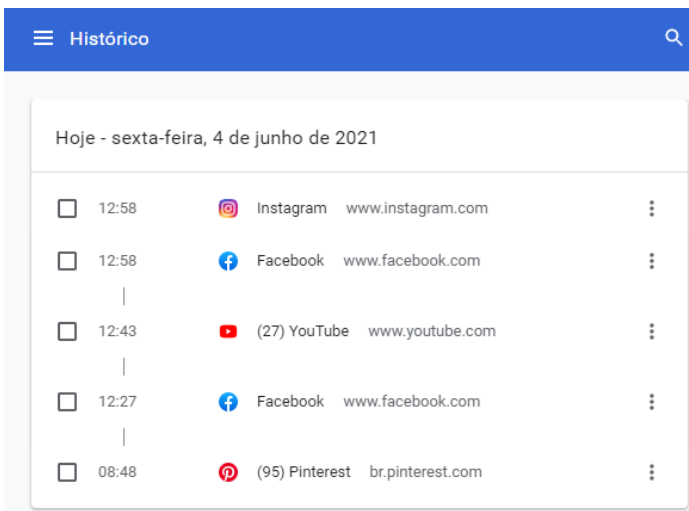 Histórico
Hoje - sexta-feira, 4 de junho de 2021
12:58 Instagram www.instagram.com
12:58 Facebook www.facebook.com
12:43 (27) YouTube www.youtube.com
12:27 Facebook www.facebook.com
08:48 (95) Pinterest br.pinterest.com